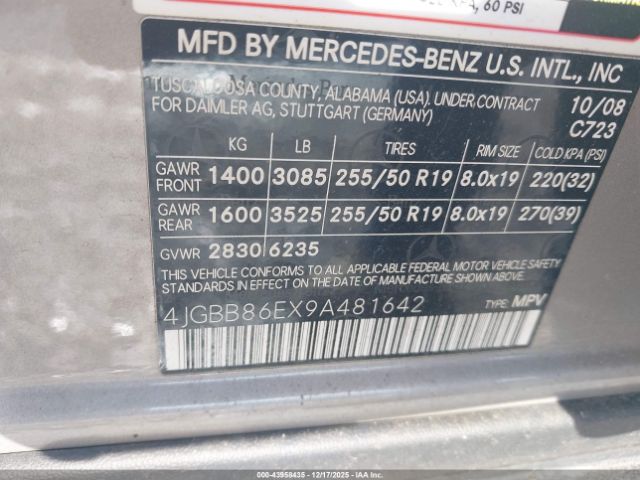 , 60 PSI
MFD BY MERCEDES-BENZ U.S. INTL., INC
TUSCALOOSA COUNTY, ALABAMA (USA). UNDER CONTRACT
FOR DAIMLER AG, STUTTGART (GERMANY)
10/08
C723
KG LB TIRES RIM SIZE COLD KPA (PSI)
GAWR FRONT 1400 3085 255/50 R19 8.0x19 220(32)
GAWR REAR 1600 3525 255/50 R19 8.0x19 270(39)
GVWR 2830 6235
THIS VEHICLE CONFORMS TO ALL APPLICABLE FEDERAL MOTOR VEHICLE SAFETY
STANDARDS IN EFFECT ON THE DATE OF MANUFACTURE SHOWN ABOVE.
4JGBB86EX9A481642 TYPE: MPV
000-43958435 - 12/17/2025 - IAAI.COM